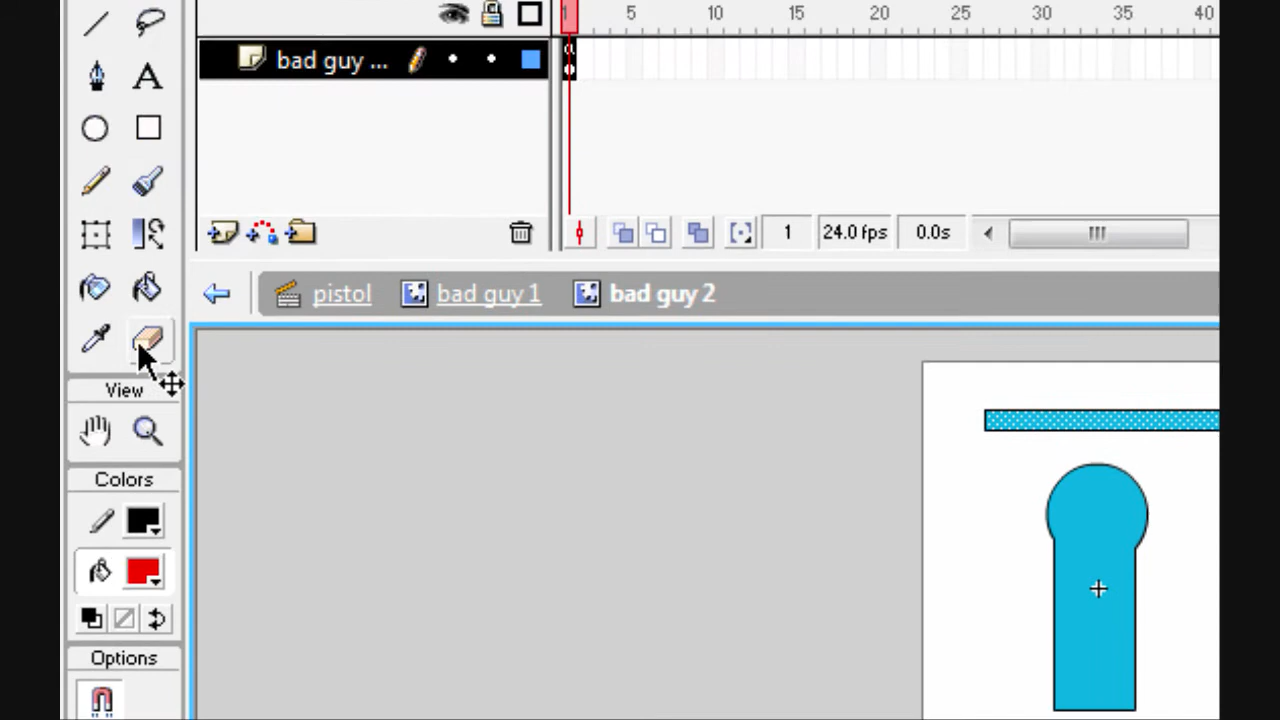 1 5 10 15 20 25 30 35 40
bad guy ...
A
1 24.0 fps 0.0s
pistol bad guy 1 bad guy 2
View
Colors
Options